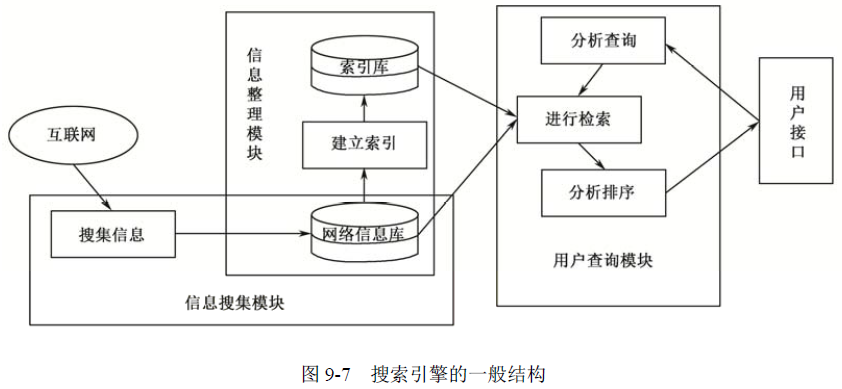 互联网
搜集信息
信息搜集模块
信息整理模块
索引库
建立索引
网络信息库
分析查询
进行检索
分析排序
用户查询模块
用户接口
图 9-7 搜索引擎的一般结构